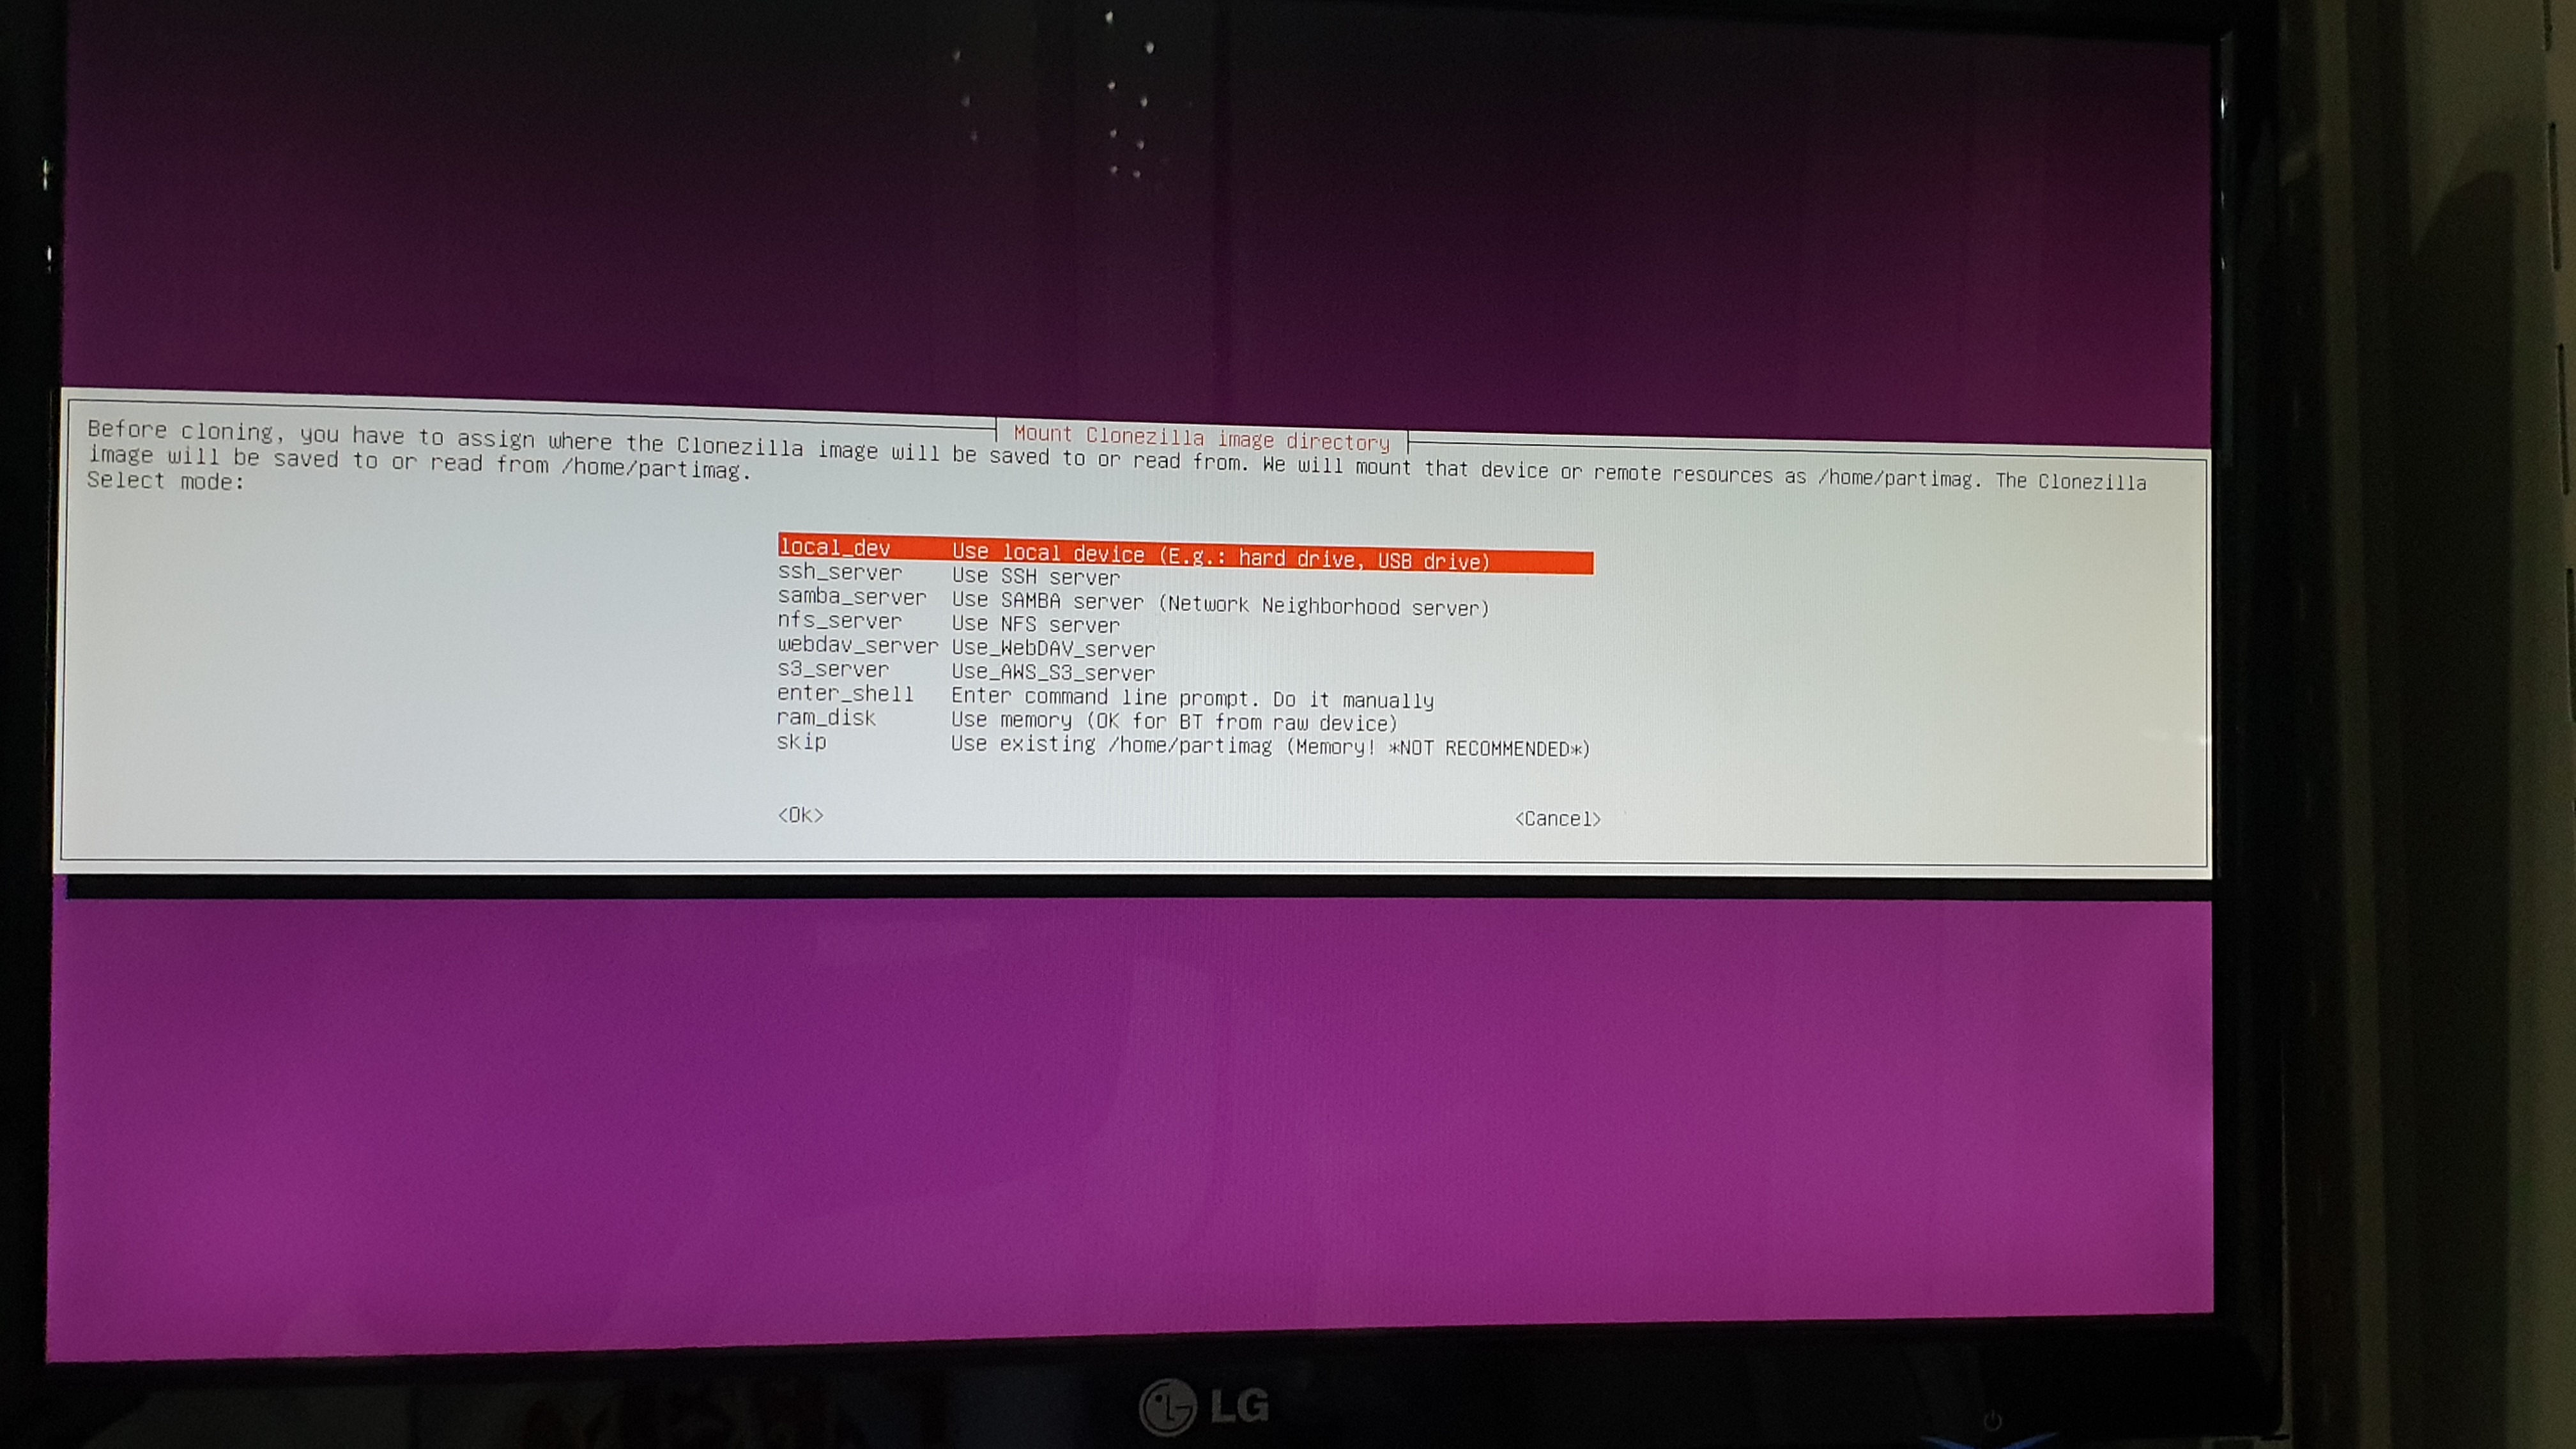 Mount Clonezilla image directory
Before cloning, you have to assign where the Clonezilla image will be saved to or read from. We will mount that device or remote resources as /home/partimag. The Clonezilla
image will be saved to or read from /home/partimag.
Select mode:
local_dev Use local device (E.g.: hard drive, USB drive)
ssh_server Use SSH server
samba_server Use SAMBA server (Network Neighborhood server)
nfs_server Use NFS server
webdav_server Use_WebDAV_server
s3_server Use_AWS_S3_server
enter_shell Enter command line prompt. Do it manually
ram_disk Use memory (OK for BT from raw device)
skip Use existing /home/partimag (Memory! *NOT RECOMMENDED*)
<Ok> <Cancel>
LG